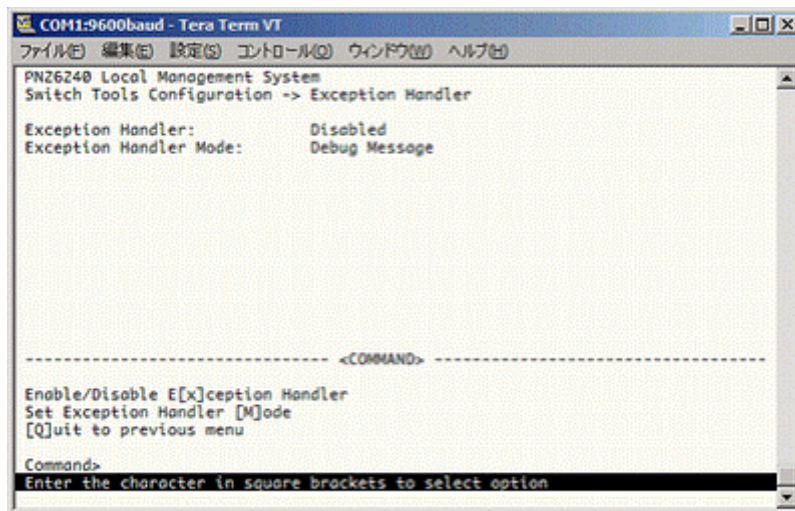 COM1:9600baud - Tera Term VT
ファイル(F) 編集(E) 設定(S) コントロール(O) ウィンドウ(W) ヘルプ(H)
PN26240 Local Management System
Switch Tools Configuration -> Exception Handler
Exception Handler: Disabled
Exception Handler Mode: Debug Message
-------------------------------- <COMMAND> -----------------------------------
Enable/Disable E[x]ception Handler
Set Exception Handler [M]ode
[Q]uit to previous menu
Command>
Enter the character in square brackets to select option